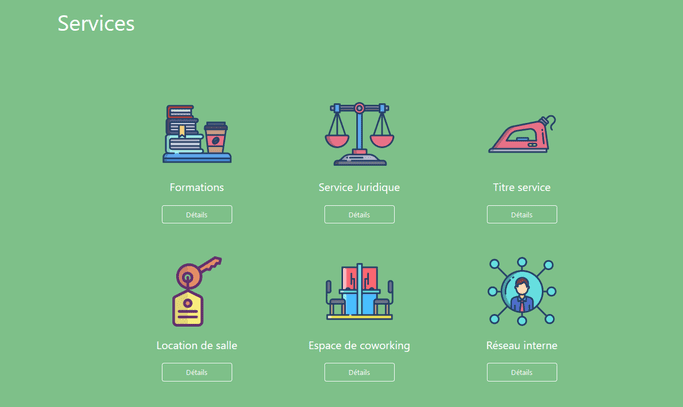 Services
Formations
Service Juridique
Titre service
Détails
Détails
Détails
Location de salle
Espace de coworking
Réseau interne
Détails
Détails
Détails